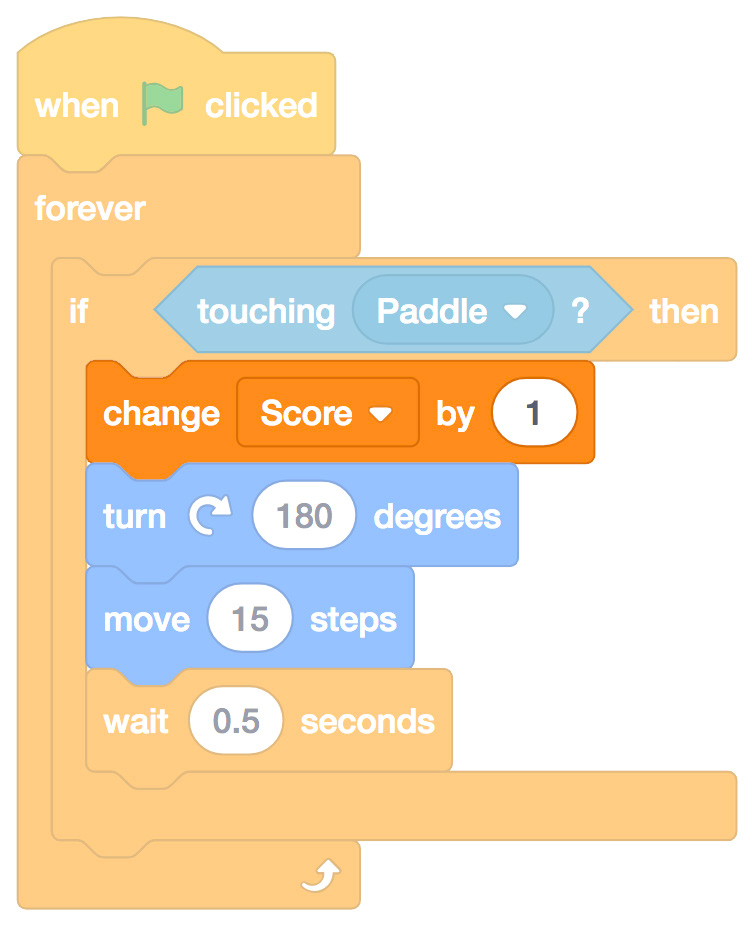 when clicked
forever
if touching Paddle ? then
change Score by 1
turn 180 degrees
move 15 steps
wait 0.5 seconds